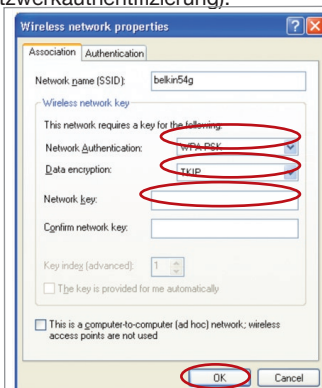 tzwerkauthentifizierung).
Wireless network properties
Association Authentication
Network name (SSID): belkin54g
Wireless network key
This network requires a key for the following:
Network Authentication: WPA-PSK
Data encryption: TKIP
Network key:
Confirm network key:
Key index (advanced): 1
The key is provided for me automatically
This is a computer-to-computer (ad hoc) network; wireless
access points are not used
OK Cancel